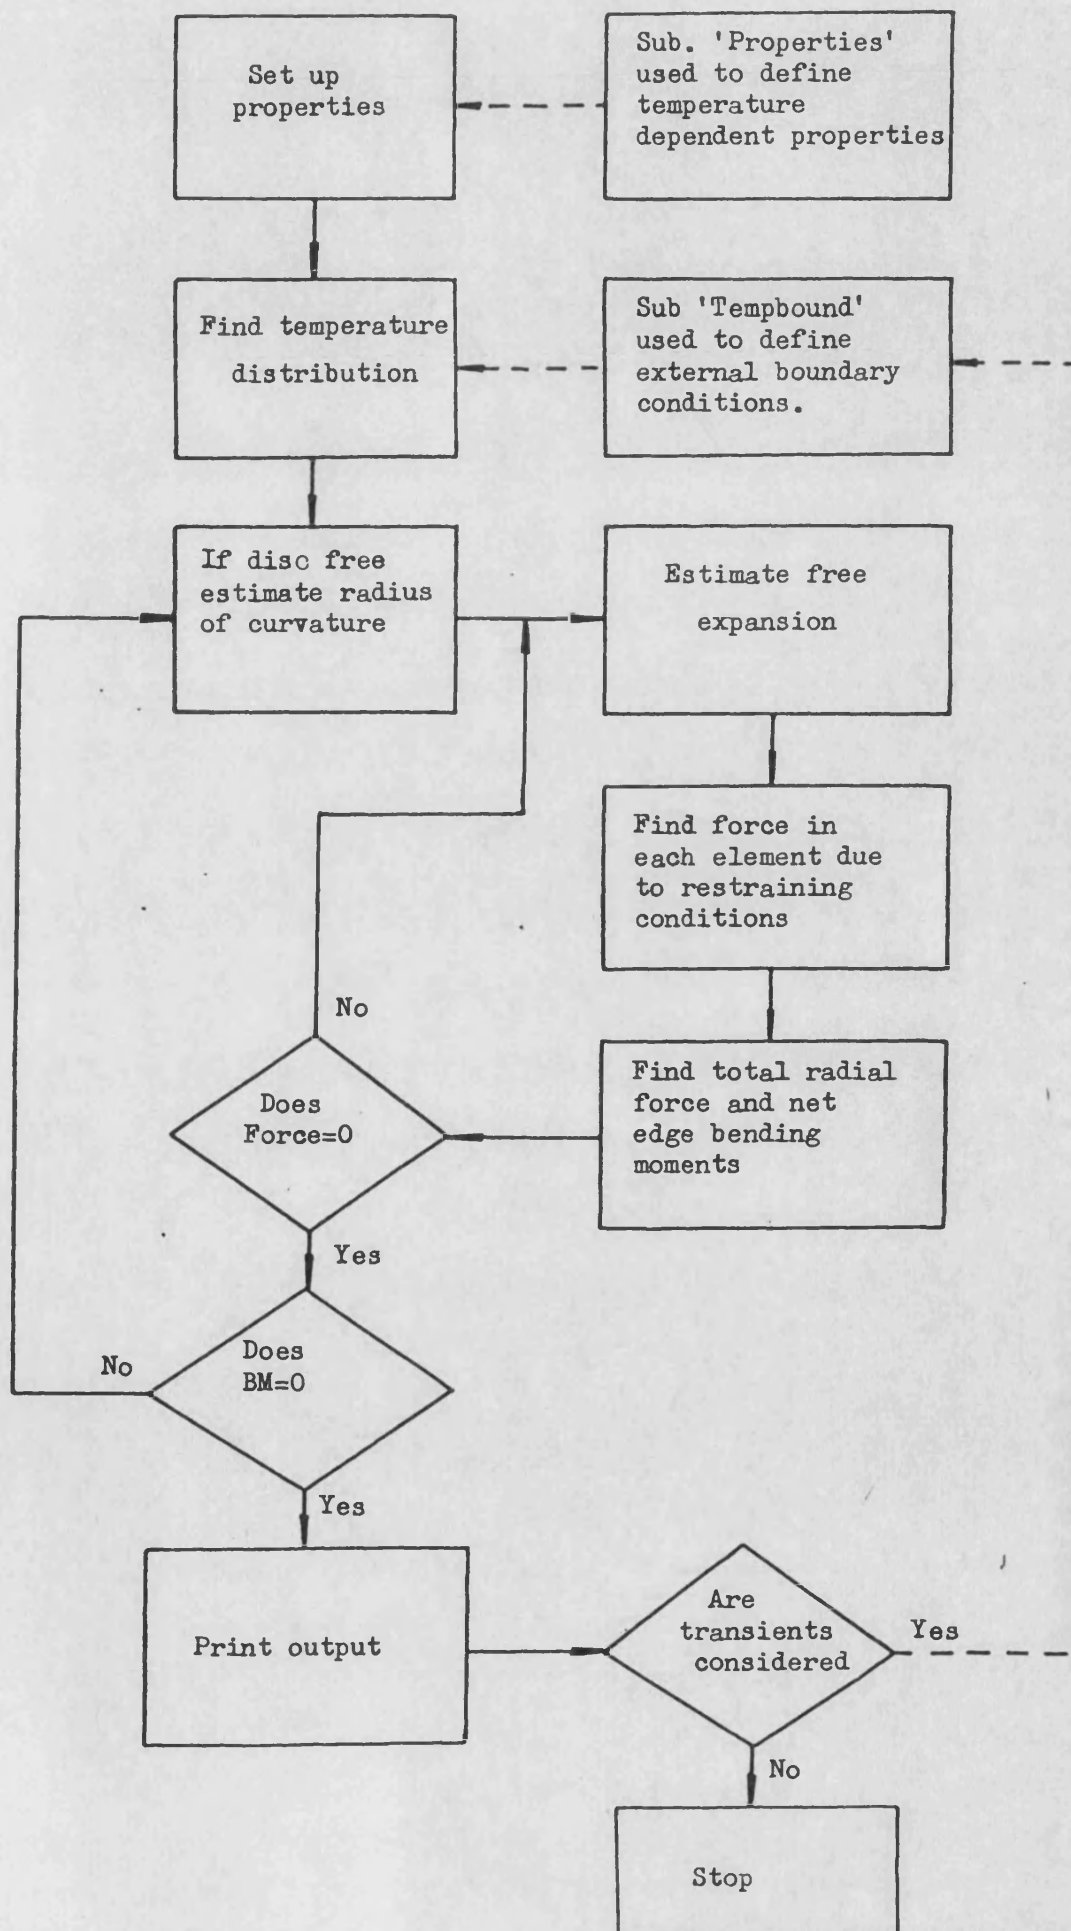 Set up
properties
Sub. 'Properties'
used to define
temperature
dependent properties
Find temperature
distribution
Sub 'Tempbound'
used to define
external boundary
conditions.
If disc free
estimate radius
of curvature
Estimate free
expansion
Find force in
each element due
to restraining
conditions
No
Does
Force=0
Find total radial
force and net
edge bending
moments
Yes
No
Does
BM=0
Yes
Print output
Are
transients
considered
Yes
No
Stop